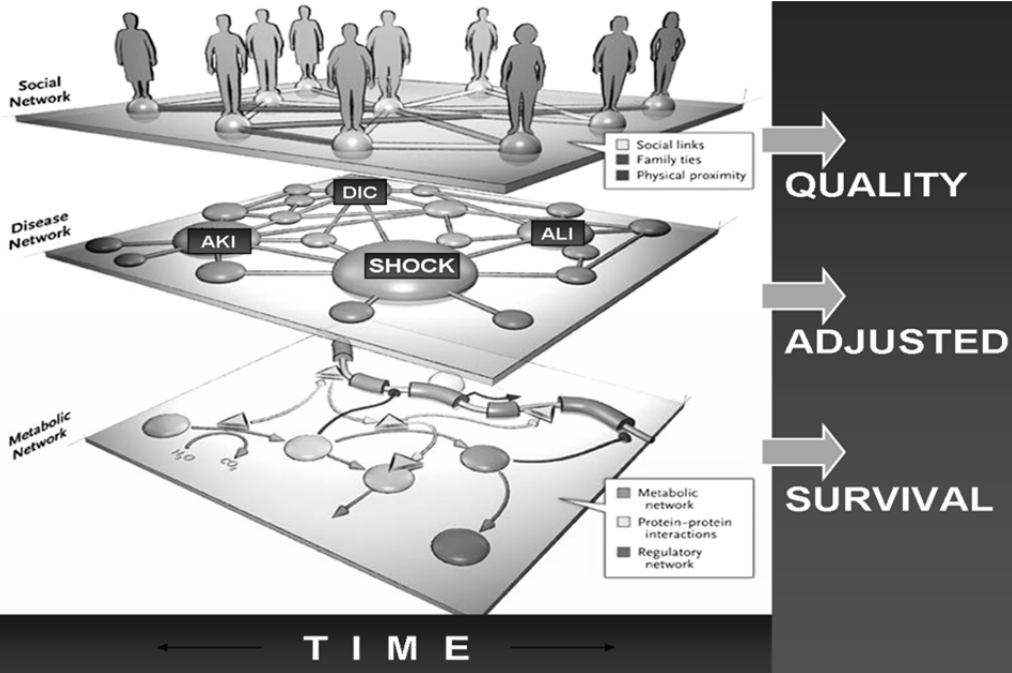 Social
Network
Social links
Family ties
Physical proximity
QUALITY
Disease
Network
DIC
AKI
ALI
SHOCK
ADJUSTED
Metabolic
Network
H₂O
CO₂
Metabolic
network
Protein–protein
interactions
Regulatory
network
SURVIVAL
TIME